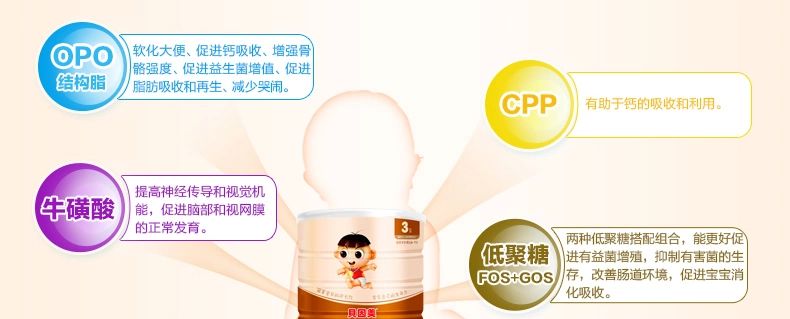 OPO
结构脂
软化大便、促进钙吸收、增强骨
骼强度、促进益生菌增值、促进
脂肪吸收和再生、减少哭闹。
CPP
有助于钙的吸收和利用。
牛磺酸
提高神经传导和视觉机
能，促进脑部和视网膜
的正常发育。
低聚糖
FOS+GOS
两种低聚糖搭配组合，能更好促
进有益菌增殖，抑制有害菌的生
存，改善肠道环境，促进宝宝消
化吸收。
3
贝因美